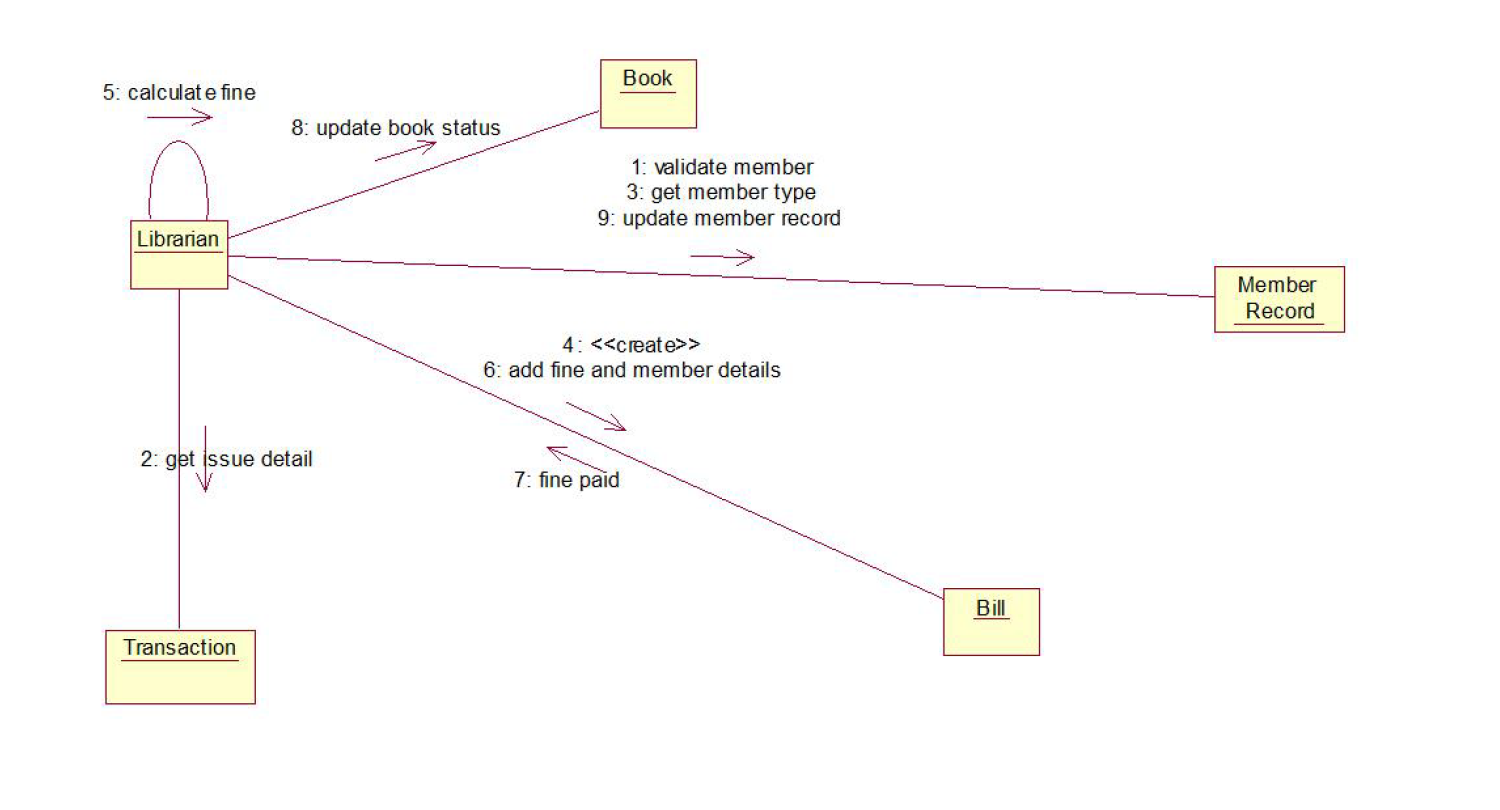 Book
5: calculate fine
8: update book status
1: validate member
3: get member type
9: update member record
Librarian
Member
Record
4: <<create>>
6: add fine and member details
2: get issue detail
7: fine paid
Bill
Transaction